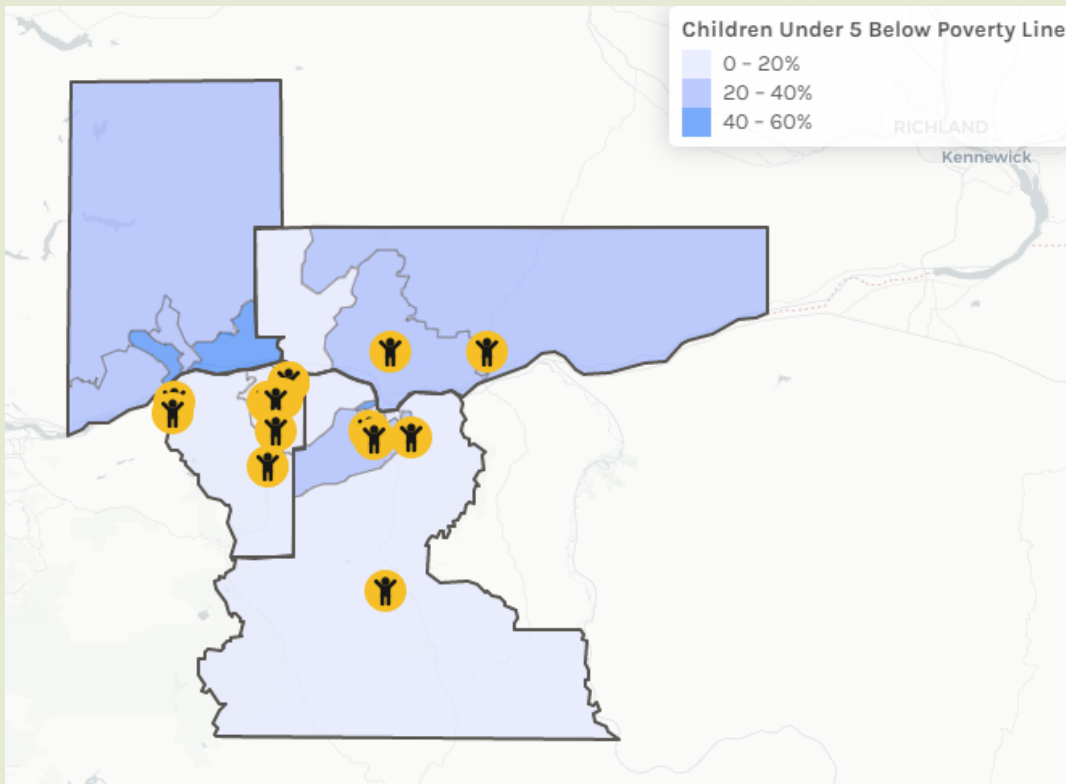 Children Under 5 Below Poverty Line
0 – 20%
20 – 40%
40 – 60%
RICHLAND
Kennewick